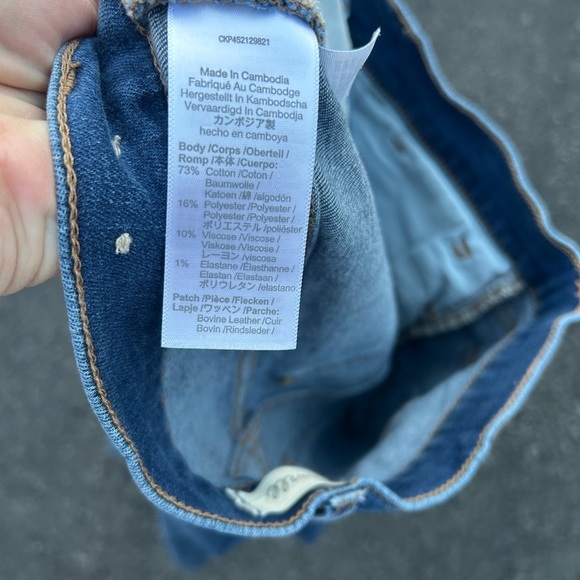 CKP452129821
Made In Cambodia
Fabriqué Au Cambodge
Hergestellt In Kambodscha
Vervaardigd In Cambodja
カンボジア製
hecho en camboya
Body /Corps /Oberteil /
Romp /本体 /Cuerpo:
73% Cotton /Coton /
Baumwolle /
Katoen /綿 /algodón
16% Polyester /Polyester /
Polyester /Polyester /
ポリエステル /poliéster
10% Viscose /Viscose /
Viskose /Viscose /
レーヨン /viscosa
1% Elastane /Élasthanne /
Elastan /Elastaan /
ポリウレタン /elastano
Patch /Pièce /Flecken /
Lapje /ワッペン /Parche:
Bovine Leather /Cuir
Bovin /Rindsleder /